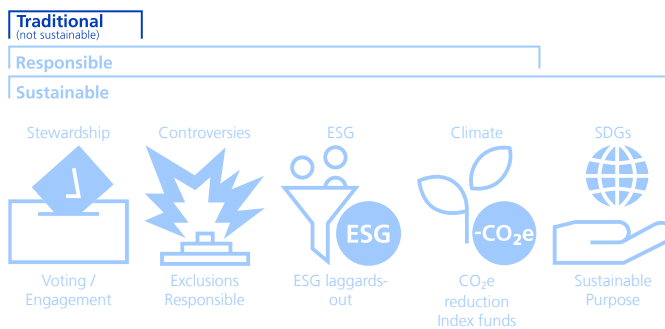 Traditional
(not sustainable)
Responsible
Sustainable
Stewardship
Controversies
ESG
Climate
SDGs
ESG
-CO₂e
Voting /
Engagement
Exclusions
Responsible
ESG laggards-
out
CO₂e
reduction
Index funds
Sustainable
Purpose